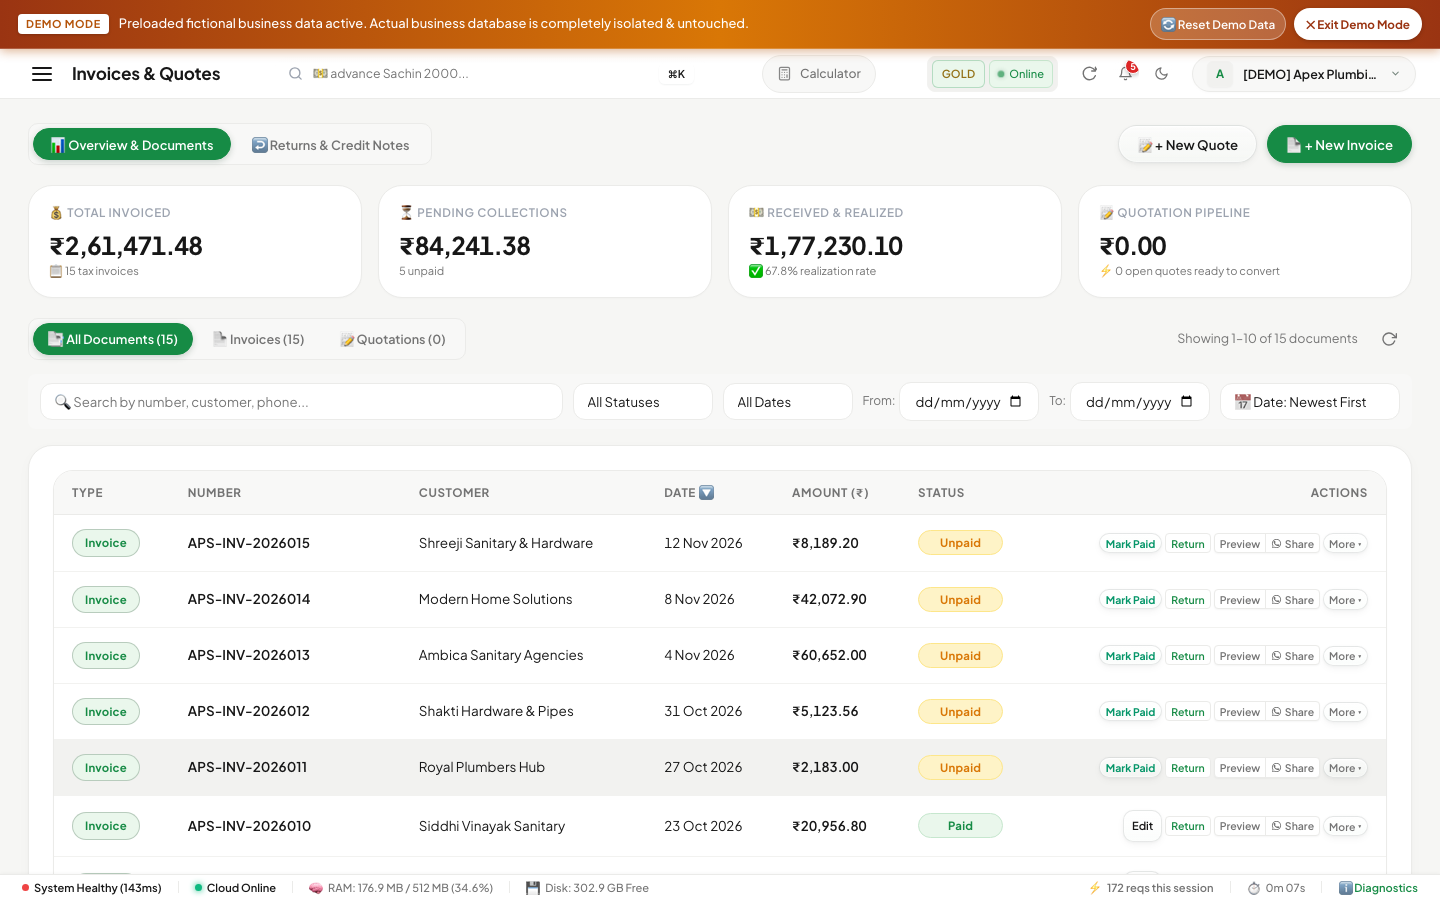 DEMO MODE Preloaded fictional business data active. Actual business database is completely isolated & untouched. Reset Demo Data Exit Demo Mode
Invoices & Quotes advance Sachin 2000... ⌘K Calculator GOLD Online 5 A [DEMO] Apex Plumbi...
Overview & Documents Returns & Credit Notes + New Quote + New Invoice
TOTAL INVOICED PENDING COLLECTIONS RECEIVED & REALIZED QUOTATION PIPELINE
₹2,61,471.48 ₹84,241.38 ₹1,77,230.10 ₹0.00
15 tax invoices 5 unpaid 67.8% realization rate 0 open quotes ready to convert
All Documents (15) Invoices (15) Quotations (0) Showing 1–10 of 15 documents
Search by number, customer, phone... All Statuses All Dates From: dd/mm/yyyy To: dd/mm/yyyy Date: Newest First
TYPE NUMBER CUSTOMER DATE AMOUNT (₹) STATUS ACTIONS
Invoice APS-INV-2026015 Shreeji Sanitary & Hardware 12 Nov 2026 ₹8,189.20 Unpaid Mark Paid Return Preview Share More
Invoice APS-INV-2026014 Modern Home Solutions 8 Nov 2026 ₹42,072.90 Unpaid Mark Paid Return Preview Share More
Invoice APS-INV-2026013 Ambica Sanitary Agencies 4 Nov 2026 ₹60,652.00 Unpaid Mark Paid Return Preview Share More
Invoice APS-INV-2026012 Shakti Hardware & Pipes 31 Oct 2026 ₹5,123.56 Unpaid Mark Paid Return Preview Share More
Invoice APS-INV-2026011 Royal Plumbers Hub 27 Oct 2026 ₹2,183.00 Unpaid Mark Paid Return Preview Share More
Invoice APS-INV-2026010 Siddhi Vinayak Sanitary 23 Oct 2026 ₹20,956.80 Paid Edit Return Preview Share More
System Healthy (143ms) Cloud Online RAM: 176.9 MB / 512 MB (34.6%) Disk: 302.9 GB Free 172 reqs this session 0m 07s Diagnostics